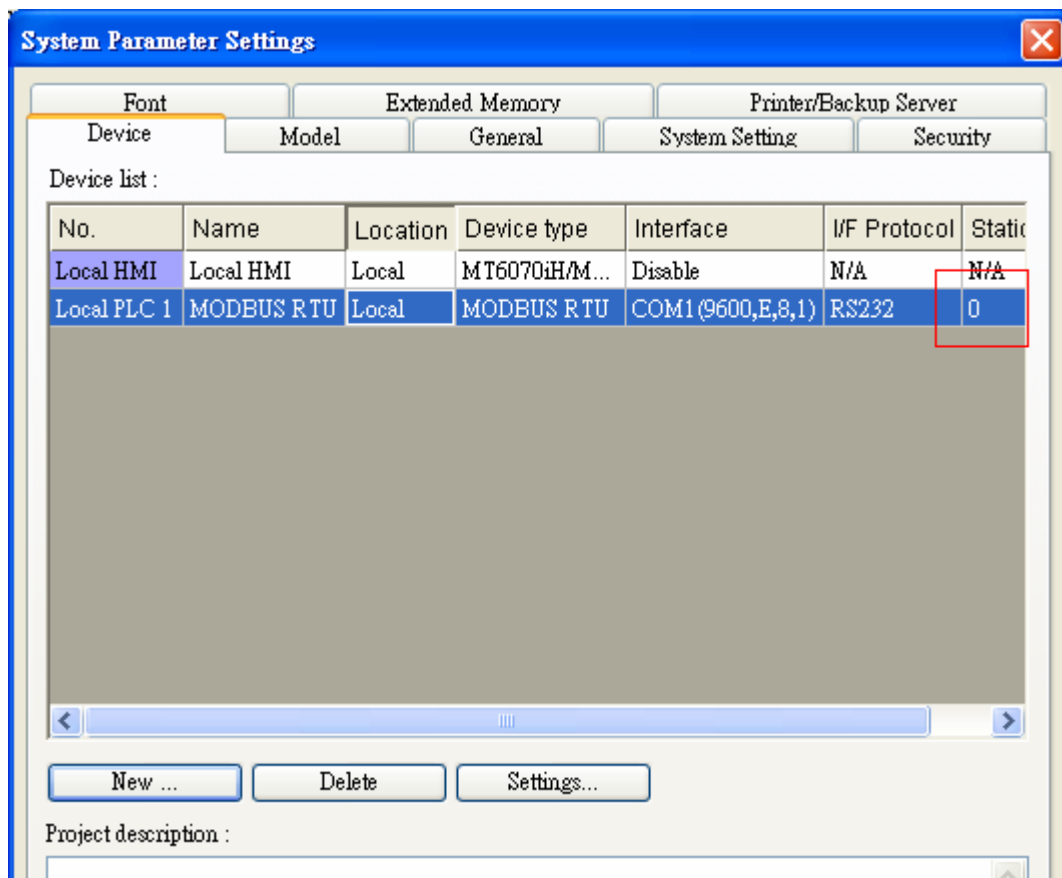 System Parameter Settings
Font Extended Memory Printer/Backup Server
Device Model General System Setting Security
Device list :
No. Name Location Device type Interface I/F Protocol Static
Local HMI Local HMI Local MT6070iH/M... Disable N/A N/A
Local PLC 1 MODBUS RTU Local MODBUS RTU COM1(9600,E,8,1) RS232 0
New ... Delete Settings...
Project description :